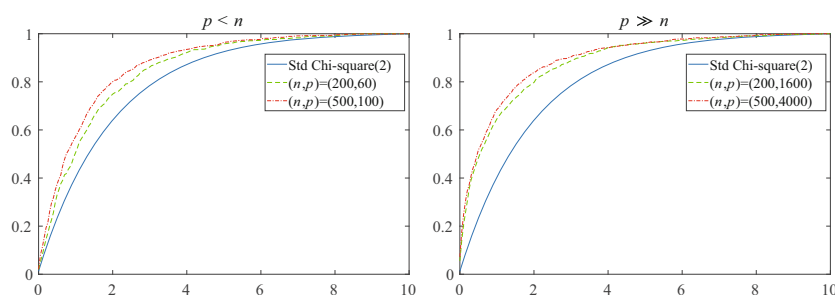 p < n
1
0.8
0.6
0.4
0.2
0
0 2 4 6 8 10
Std Chi-square(2)
(n,p)=(200,60)
(n,p)=(500,100)
p ≫ n
1
0.8
0.6
0.4
0.2
0
0 2 4 6 8 10
Std Chi-square(2)
(n,p)=(200,1600)
(n,p)=(500,4000)